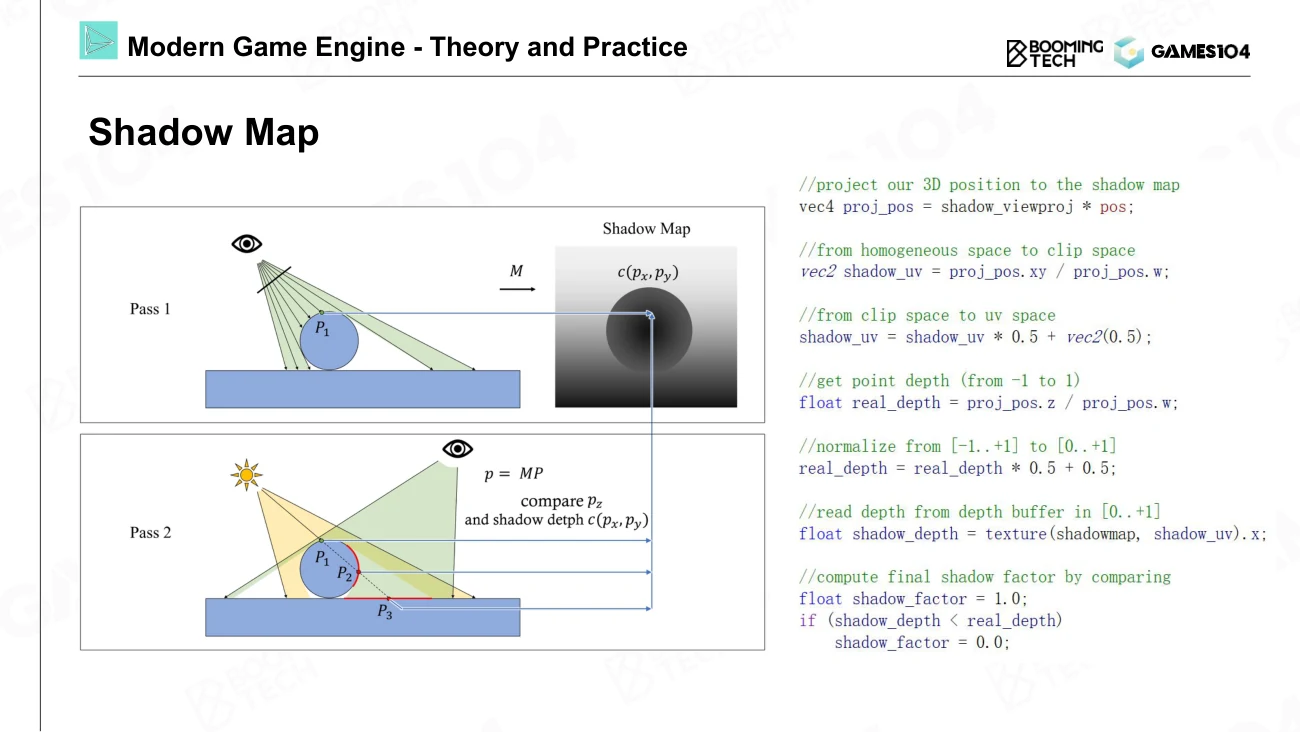 Modern Game Engine - Theory and Practice
BOOMING TECH
GAMES104
Shadow Map
Pass 1
P₁
M
Shadow Map
c(pₓ, p_y)
Pass 2
P₁
P₂
P₃
p = MP
compare p_z
and shadow detph c(pₓ, p_y)
//project our 3D position to the shadow map
vec4 proj_pos = shadow_viewproj * pos;
//from homogeneous space to clip space
vec2 shadow_uv = proj_pos.xy / proj_pos.w;
//from clip space to uv space
shadow_uv = shadow_uv * 0.5 + vec2(0.5);
//get point depth (from -1 to 1)
float real_depth = proj_pos.z / proj_pos.w;
//normalize from [-1..+1] to [0..+1]
real_depth = real_depth * 0.5 + 0.5;
//read depth from depth buffer in [0..+1]
float shadow_depth = texture(shadowmap, shadow_uv).x;
//compute final shadow factor by comparing
float shadow_factor = 1.0;
if (shadow_depth < real_depth)
    shadow_factor = 0.0;